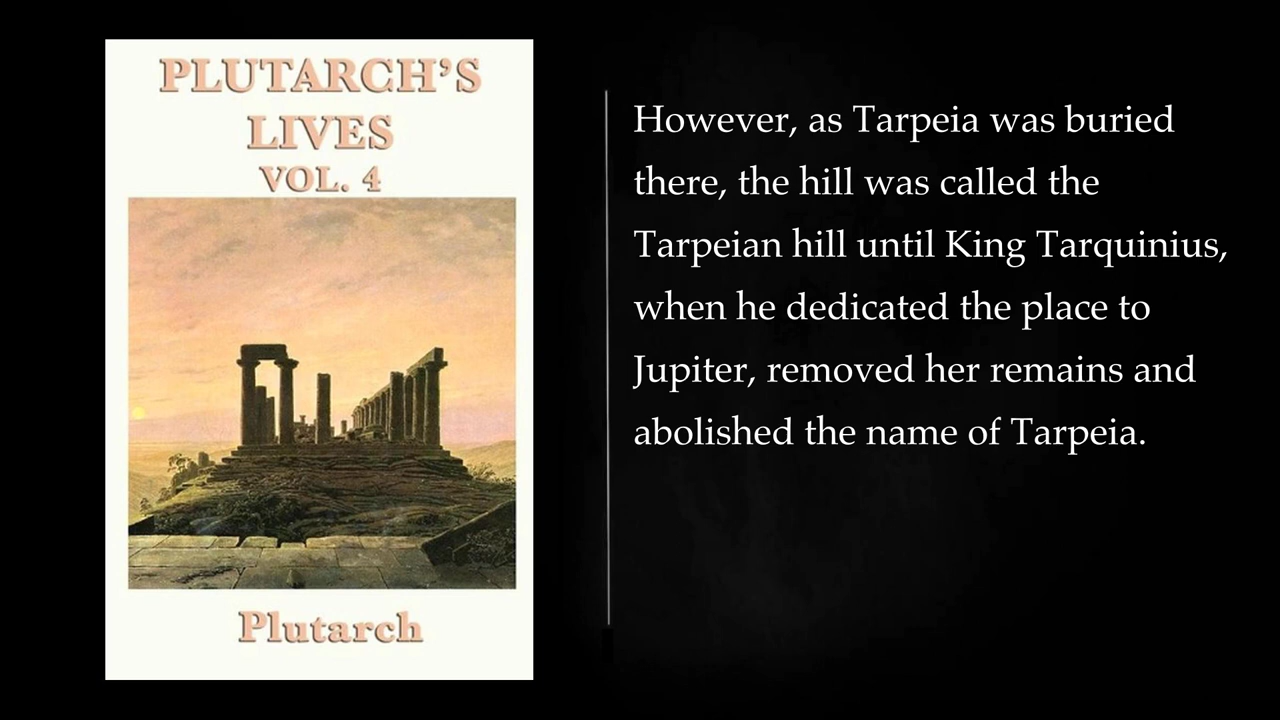 PLUTARCH'S
LIVES
VOL. 4
Plutarch
However, as Tarpeia was buried
there, the hill was called the
Tarpeian hill until King Tarquinius,
when he dedicated the place to
Jupiter, removed her remains and
abolished the name of Tarpeia.